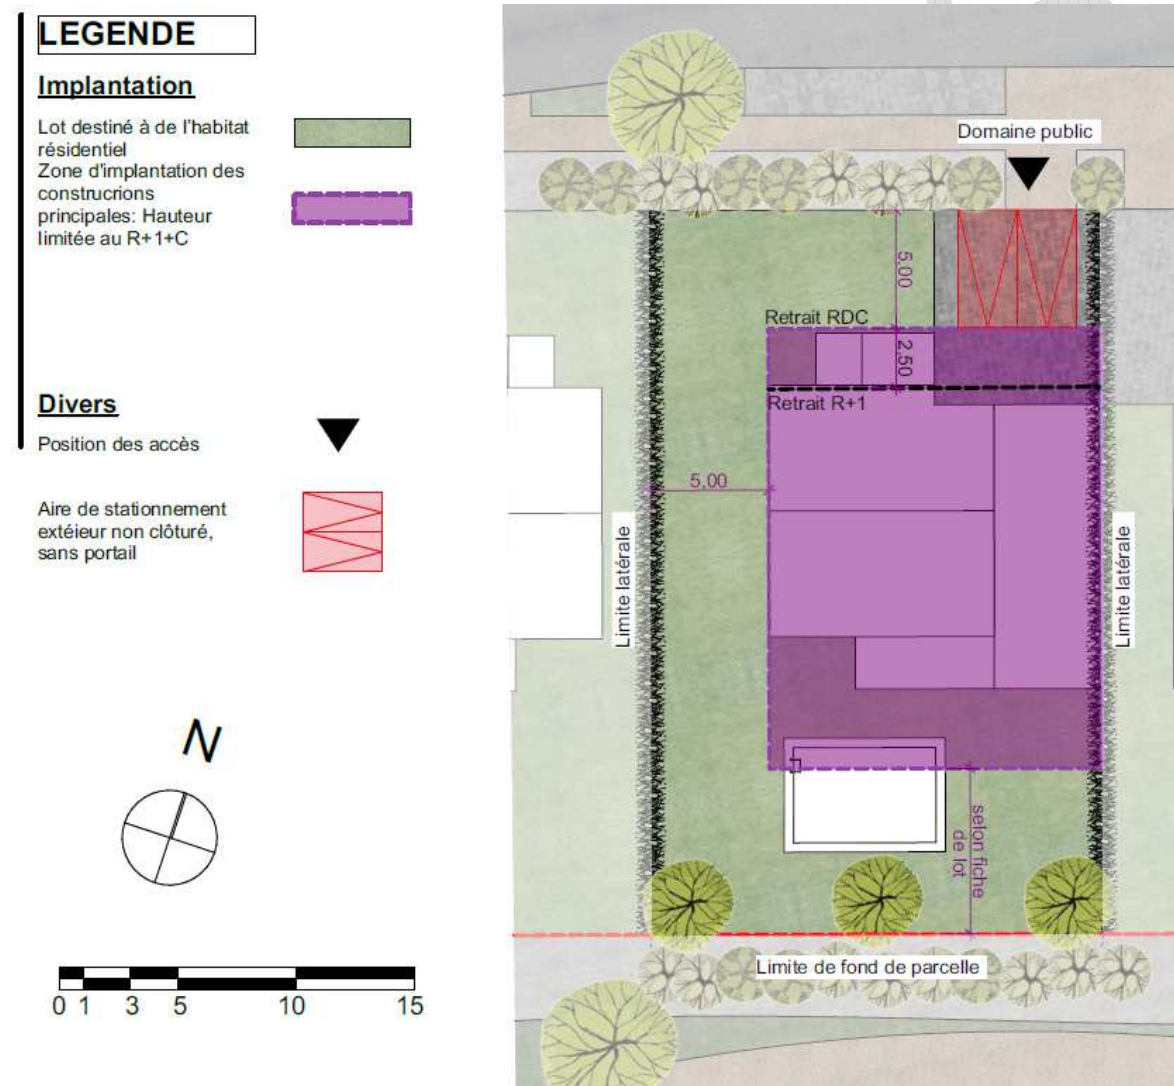 LEGENDE
Implantation
Lot destiné à de l'habitat
résidentiel
Zone d'implantation des
construcrions
principales: Hauteur
limitée au R+1+C
Divers
Position des accès
Aire de stationnement
extéieur non clôturé,
sans portail
N
0 1 3 5 10 15
Domaine public
5,00
Retrait RDC
2,50
Retrait R+1
5,00
Limite latérale
Limite latérale
selon fiche
de lot
Limite de fond de parcelle